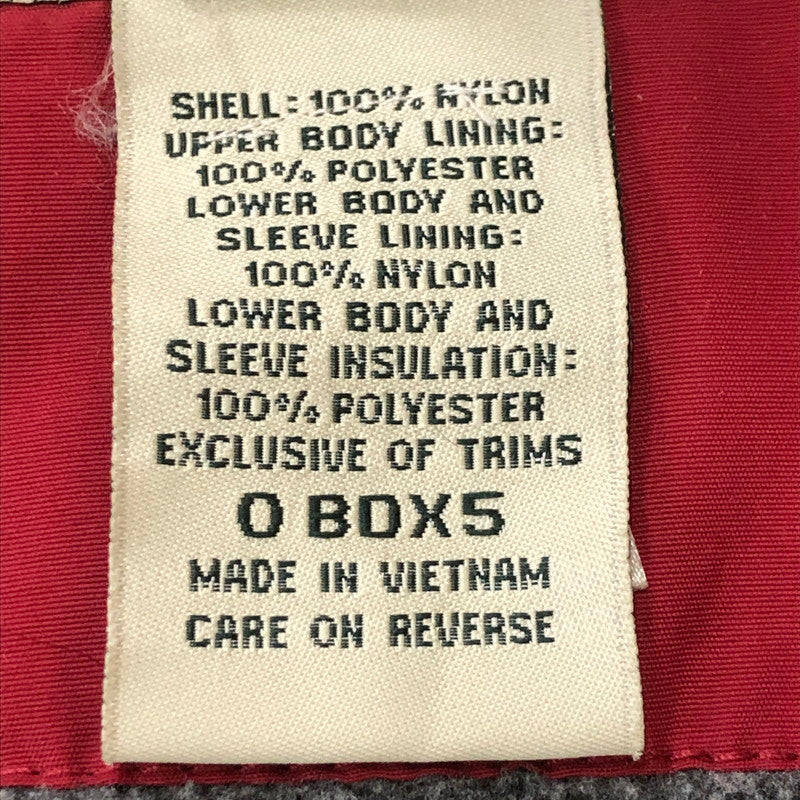 SHELL: 100% NYLON
UPPER BODY LINING:
100% POLYESTER
LOWER BODY AND
SLEEVE LINING:
100% NYLON
LOWER BODY AND
SLEEVE INSULATION:
100% POLYESTER
EXCLUSIVE OF TRIMS
0 BDX5
MADE IN VIETNAM
CARE ON REVERSE